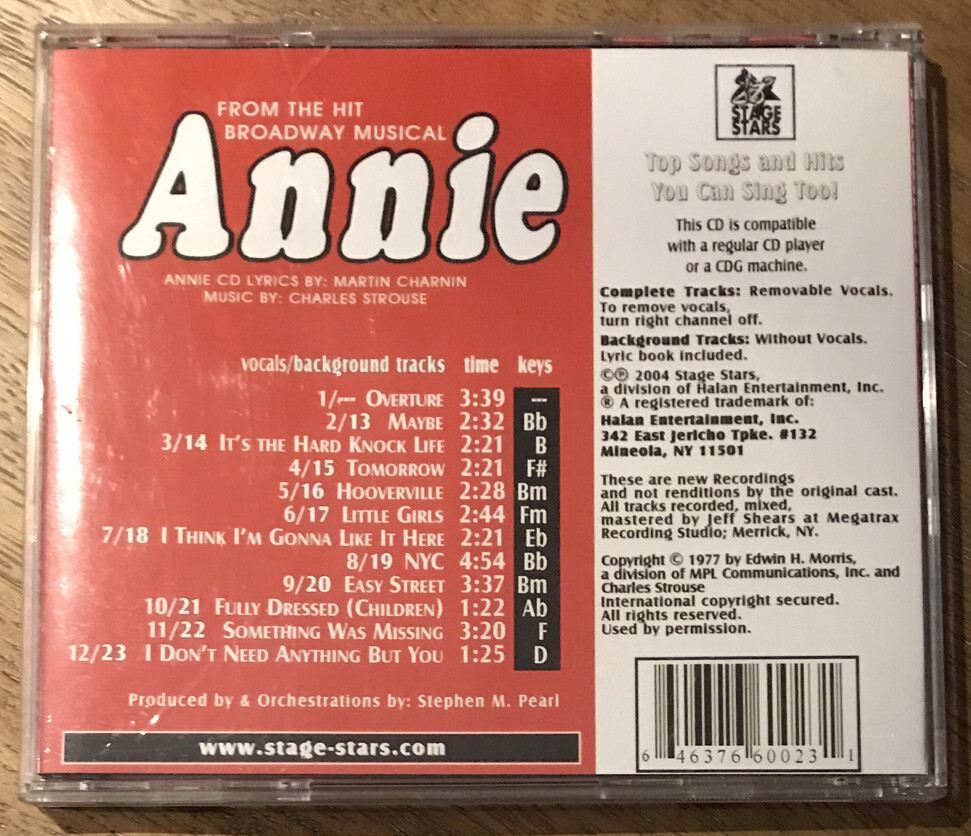 FROM THE HIT
BROADWAY MUSICAL
Annie
ANNIE CD LYRICS BY: MARTIN CHARNIN
MUSIC BY: CHARLES STROUSE
vocals/background tracks time keys
1/--- OVERTURE 3:39 ---
2/13 MAYBE 2:32 Bb
3/14 IT'S THE HARD KNOCK LIFE 2:21 B
4/15 TOMORROW 2:21 F#
5/16 HOOVERVILLE 2:28 Bm
6/17 LITTLE GIRLS 2:44 Fm
7/18 I THINK I'M GONNA LIKE IT HERE 2:21 Eb
8/19 NYC 4:54 Bb
9/20 EASY STREET 3:37 Bm
10/21 FULLY DRESSED (CHILDREN) 1:22 Ab
11/22 SOMETHING WAS MISSING 3:20 F
12/23 I DON'T NEED ANYTHING BUT YOU 1:25 D
Produced by & Orchestrations by: Stephen M. Pearl
www.stage-stars.com
STAGE
STARS
Top Songs and Hits
You Can Sing Too!
This CD is compatible
with a regular CD player
or a CDG machine.
Complete Tracks: Removable Vocals.
To remove vocals,
turn right channel off.
Background Tracks: Without Vocals.
Lyric book included.
©℗ 2004 Stage Stars,
a division of Halan Entertainment, Inc.
® A registered trademark of:
Halan Entertainment, Inc.
342 East Jericho Tpke. #132
Mineola, NY 11501
These are new Recordings
and not renditions by the original cast.
All tracks recorded, mixed,
mastered by Jeff Shears at Megatrax
Recording Studio; Merrick, NY.
Copyright © 1977 by Edwin H. Morris,
a division of MPL Communications, Inc. and
Charles Strouse
International copyright secured.
All rights reserved.
Used by permission.
6 46376 60023 1